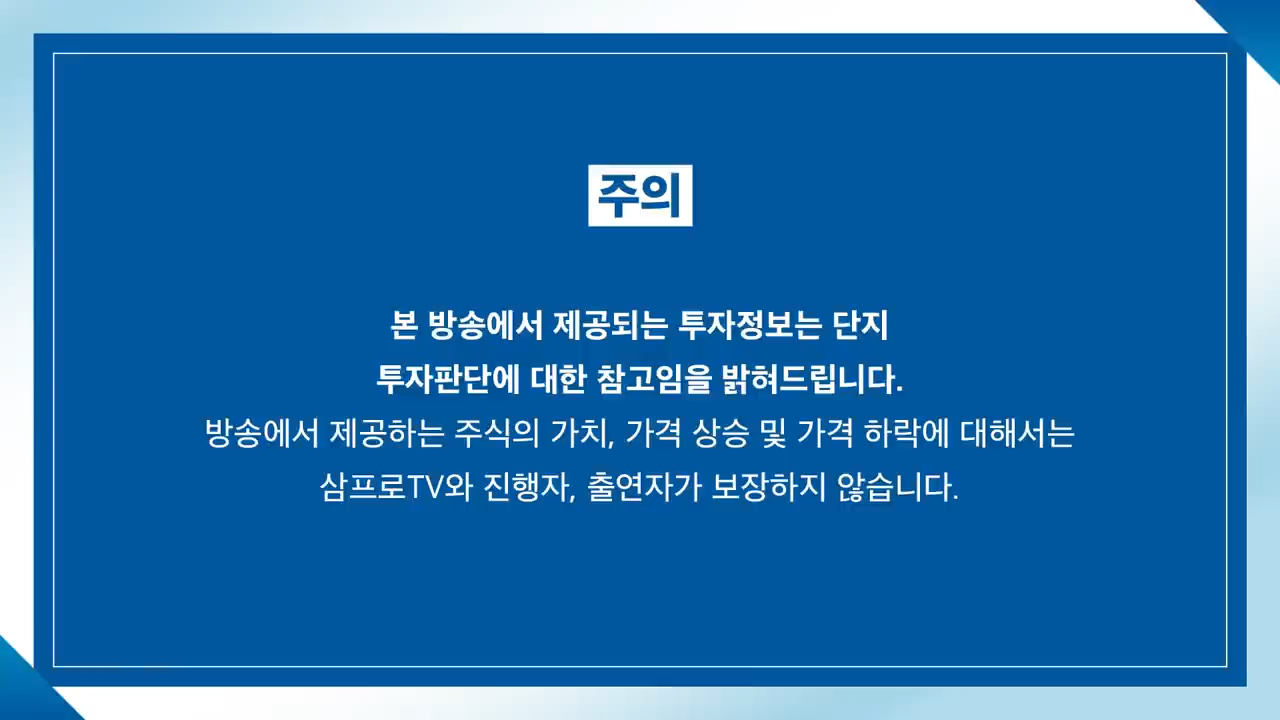 주의
본 방송에서 제공되는 투자정보는 단지
투자판단에 대한 참고임을 밝혀드립니다.
방송에서 제공하는 주식의 가치, 가격 상승 및 가격 하락에 대해서는
삼프로TV와 진행자, 출연자가 보장하지 않습니다.